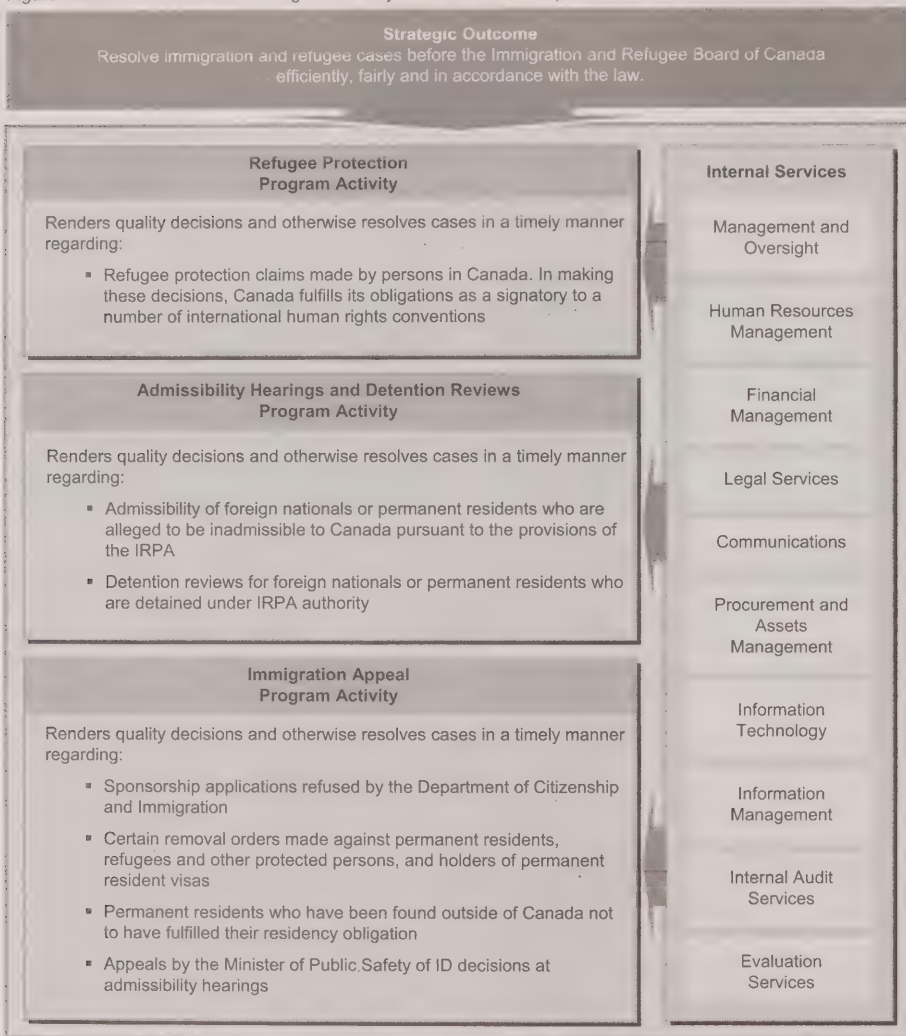 Strategic Outcome
Resolve immigration and refugee cases before the Immigration and Refugee Board of Canada
efficiently, fairly and in accordance with the law.
Refugee Protection
Program Activity
Renders quality decisions and otherwise resolves cases in a timely manner
regarding:
▪ Refugee protection claims made by persons in Canada. In making
these decisions, Canada fulfills its obligations as a signatory to a
number of international human rights conventions
Admissibility Hearings and Detention Reviews
Program Activity
Renders quality decisions and otherwise resolves cases in a timely manner
regarding:
▪ Admissibility of foreign nationals or permanent residents who are
alleged to be inadmissible to Canada pursuant to the provisions of
the IRPA
▪ Detention reviews for foreign nationals or permanent residents who
are detained under IRPA authority
Immigration Appeal
Program Activity
Renders quality decisions and otherwise resolves cases in a timely manner
regarding:
▪ Sponsorship applications refused by the Department of Citizenship
and Immigration
▪ Certain removal orders made against permanent residents,
refugees and other protected persons, and holders of permanent
resident visas
▪ Permanent residents who have been found outside of Canada not
to have fulfilled their residency obligation
▪ Appeals by the Minister of Public Safety of ID decisions at
admissibility hearings
Internal Services
Management and
Oversight
Human Resources
Management
Financial
Management
Legal Services
Communications
Procurement and
Assets
Management
Information
Technology
Information
Management
Internal Audit
Services
Evaluation
Services